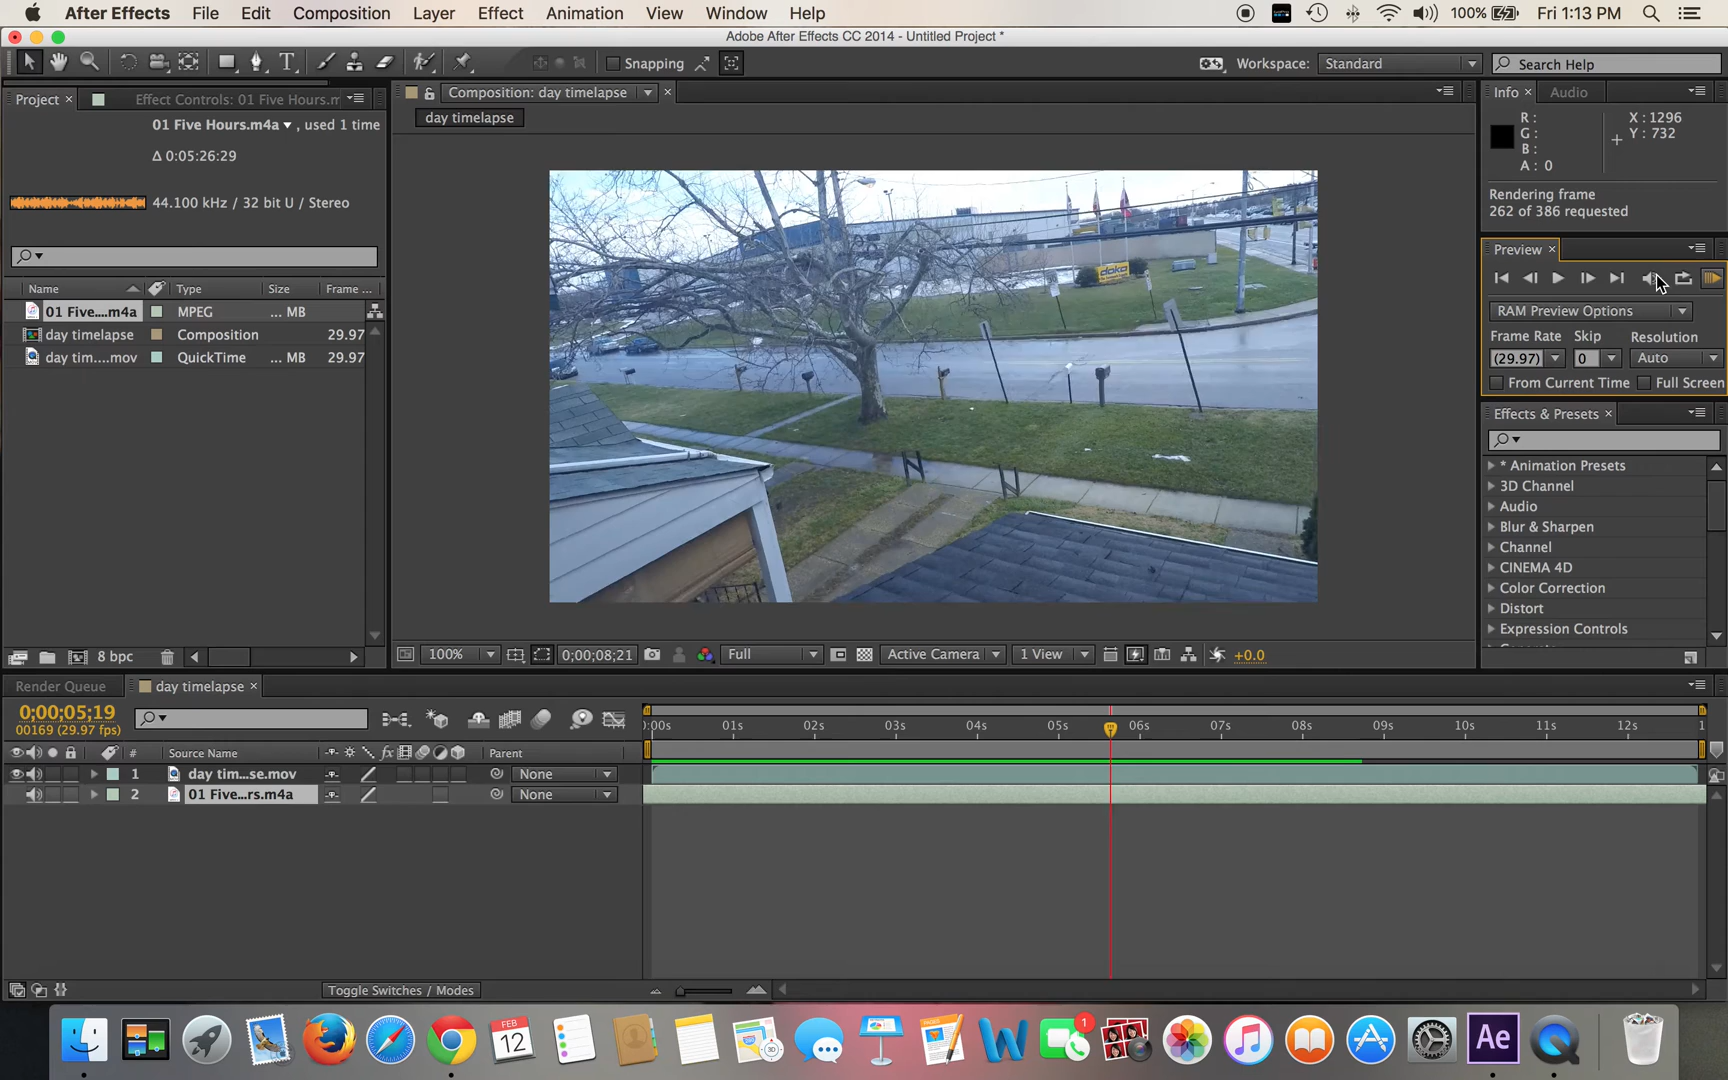 After Effects File Edit Composition Layer Effect Animation View Window Help 100% Fri 1:13 PM
Adobe After Effects CC 2014 - Untitled Project *
Snapping Workspace: Standard Search Help
Project Effect Controls: 01 Five Hours.m
01 Five Hours.m4a , used 1 time
Δ 0:05:26:29
44.100 kHz / 32 bit U / Stereo
Name Type Size Frame ...
01 Five....m4a MPEG ... MB
day timelapse Composition 29.97
day tim....mov QuickTime ... MB 29.97
8 bpc
Composition: day timelapse
day timelapse
doka
100% 0;00;08;21 Full Active Camera 1 View +0.0
Info Audio
R :
G :
B :
A : 0
X : 1296
Y : 732
Rendering frame
262 of 386 requested
Preview
RAM Preview Options
Frame Rate Skip Resolution
(29.97) 0 Auto
From Current Time Full Screen
Effects & Presets
* Animation Presets
3D Channel
Audio
Blur & Sharpen
Channel
CINEMA 4D
Color Correction
Distort
Expression Controls
Render Queue day timelapse
0;00;05;19
00169 (29.97 fps)
# Source Name fx Parent
1 day tim...se.mov None
2 01 Five...rs.m4a None
:00s 01s 02s 03s 04s 05s 06s 07s 08s 09s 10s 11s 12s 1
Toggle Switches / Modes
FEB
12
1
W
Ae